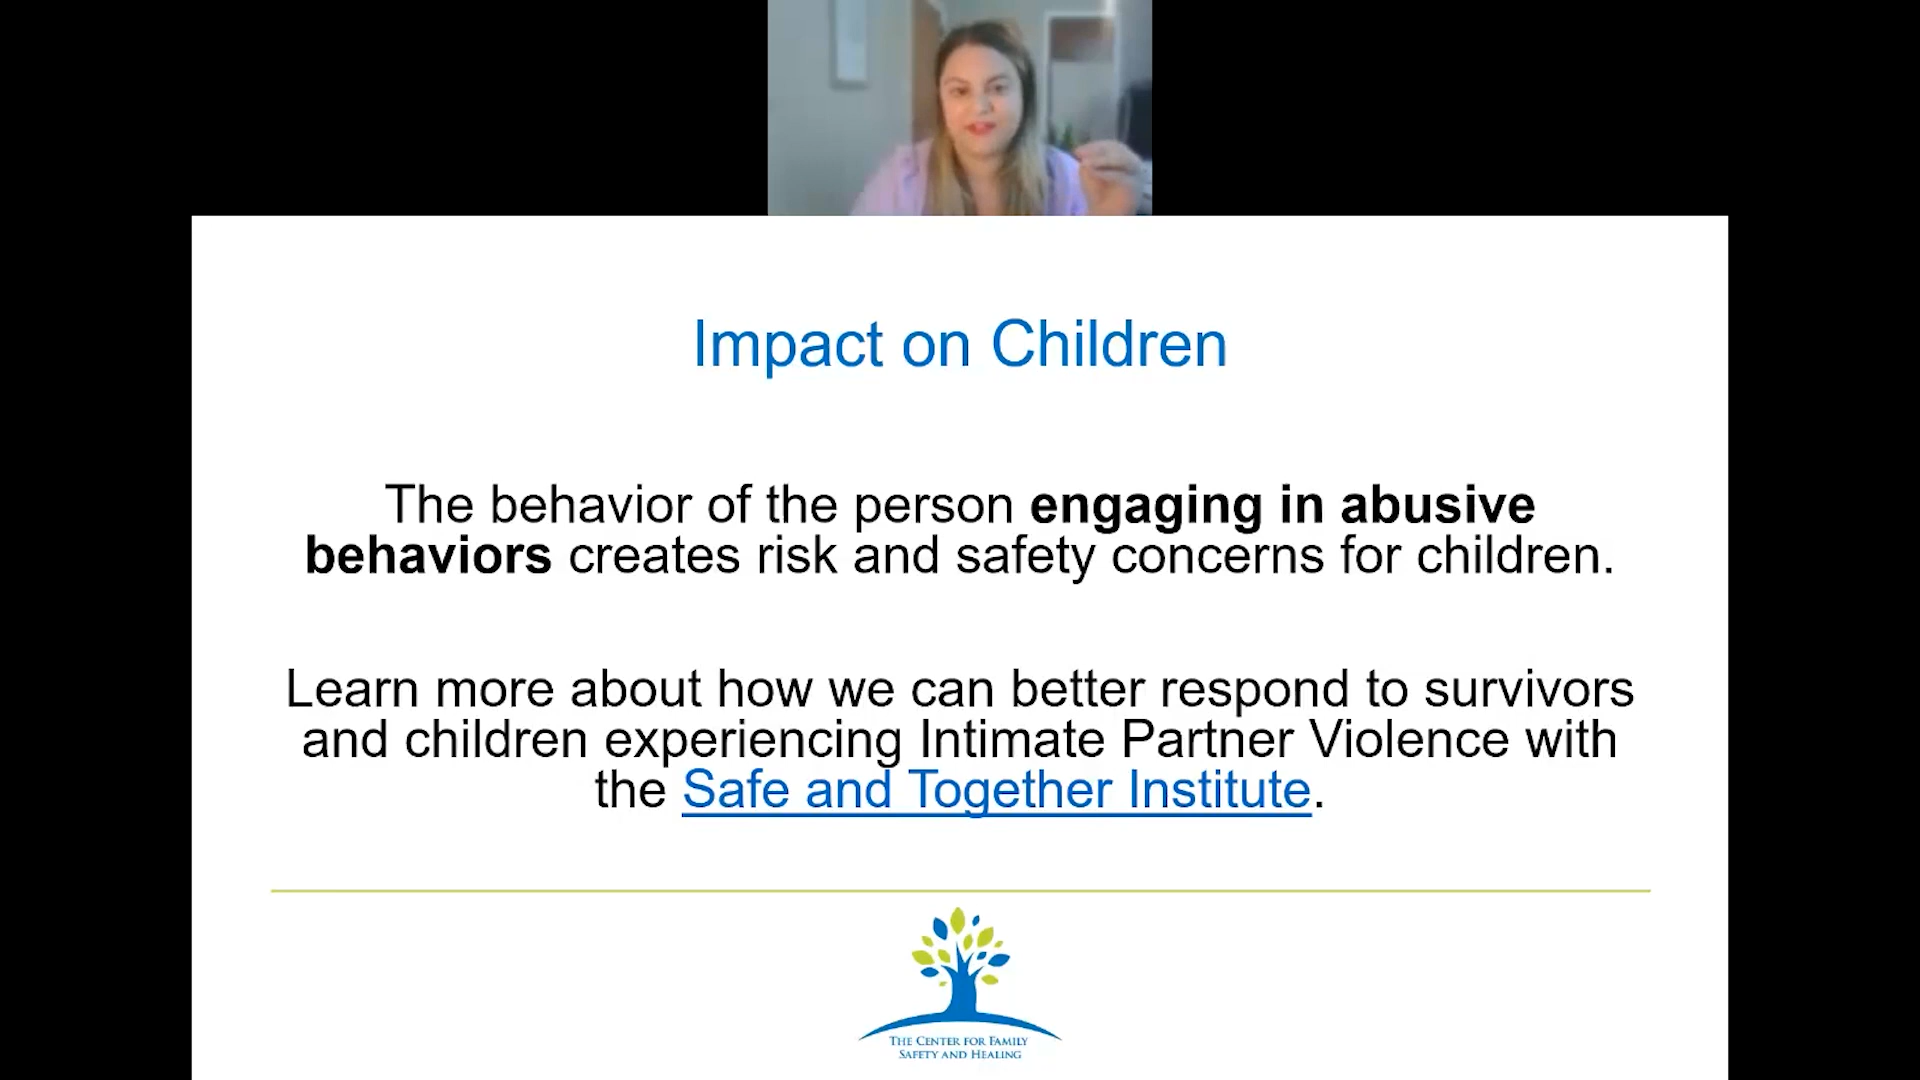 Impact on Children
The behavior of the person engaging in abusive
behaviors creates risk and safety concerns for children.
Learn more about how we can better respond to survivors
and children experiencing Intimate Partner Violence with
the Safe and Together Institute.
THE CENTER FOR FAMILY
SAFETY AND HEALING